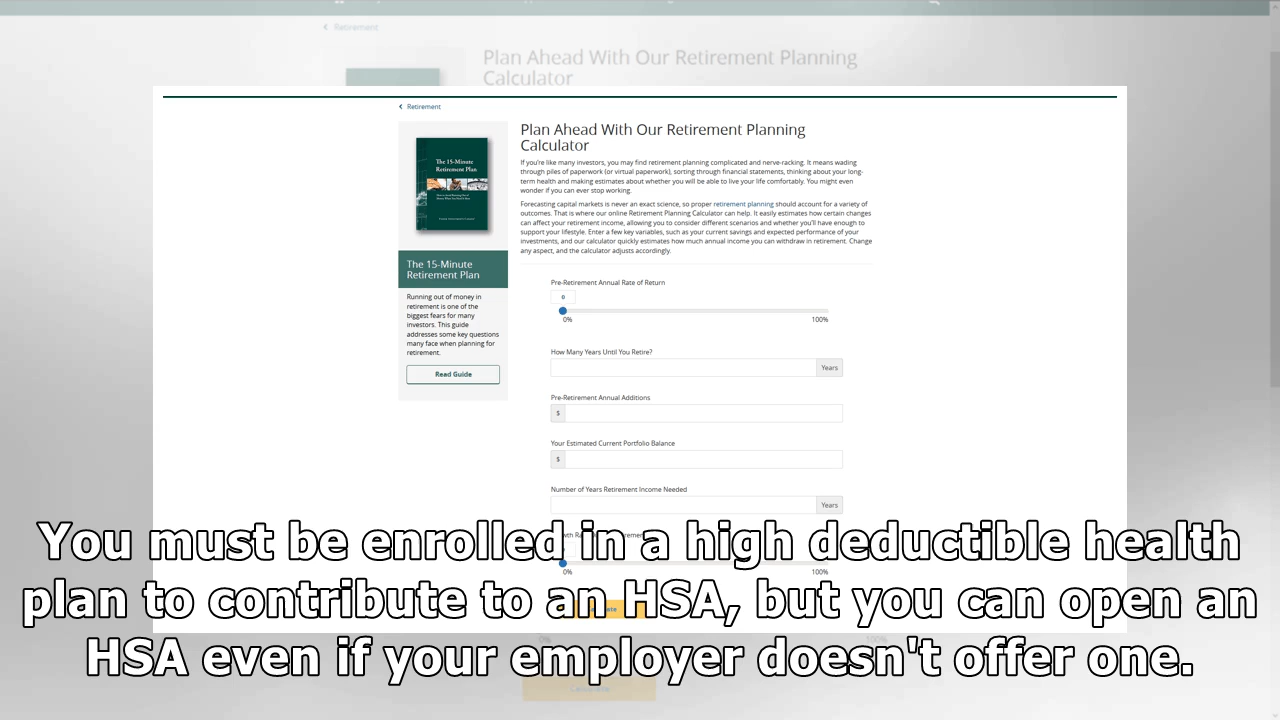 Retirement
Plan Ahead With Our Retirement Planning
Calculator
Retirement
The 15-Minute
Retirement Plan
Plan Ahead With Our Retirement Planning
Calculator
If you're like many investors, you may find retirement planning complicated and nerve-racking. It means wading
through piles of paperwork (or virtual paperwork), sorting through financial statements, thinking about your long-
term health and making estimates about whether you will be able to live your life comfortably. You might even
wonder if you can ever stop working.
Forecasting capital markets is never an exact science, so proper retirement planning should account for a variety of
outcomes. That is where our online Retirement Planning Calculator can help. It easily estimates how certain changes
can affect your retirement income, allowing you to consider different scenarios and whether you'll have enough to
support your lifestyle. Enter a few key variables, such as your current savings and expected performance of your
investments, and our calculator quickly estimates how much annual income you can withdraw in retirement. Change
any aspect, and the calculator adjusts accordingly.
The 15-Minute
Retirement Plan
Running out of money in
retirement is one of the
biggest fears for many
investors. This guide
addresses some key questions
many face when planning for
retirement.
Read Guide
Pre-Retirement Annual Rate of Return
0
0% 100%
How Many Years Until You Retire?
Years
Pre-Retirement Annual Additions
$
Your Estimated Current Portfolio Balance
$
Number of Years Retirement Income Needed
Years
0% 100%
You must be enrolled in a high deductible health
plan to contribute to an HSA, but you can open an
HSA even if your employer doesn't offer one.
0% 100%
Calculate